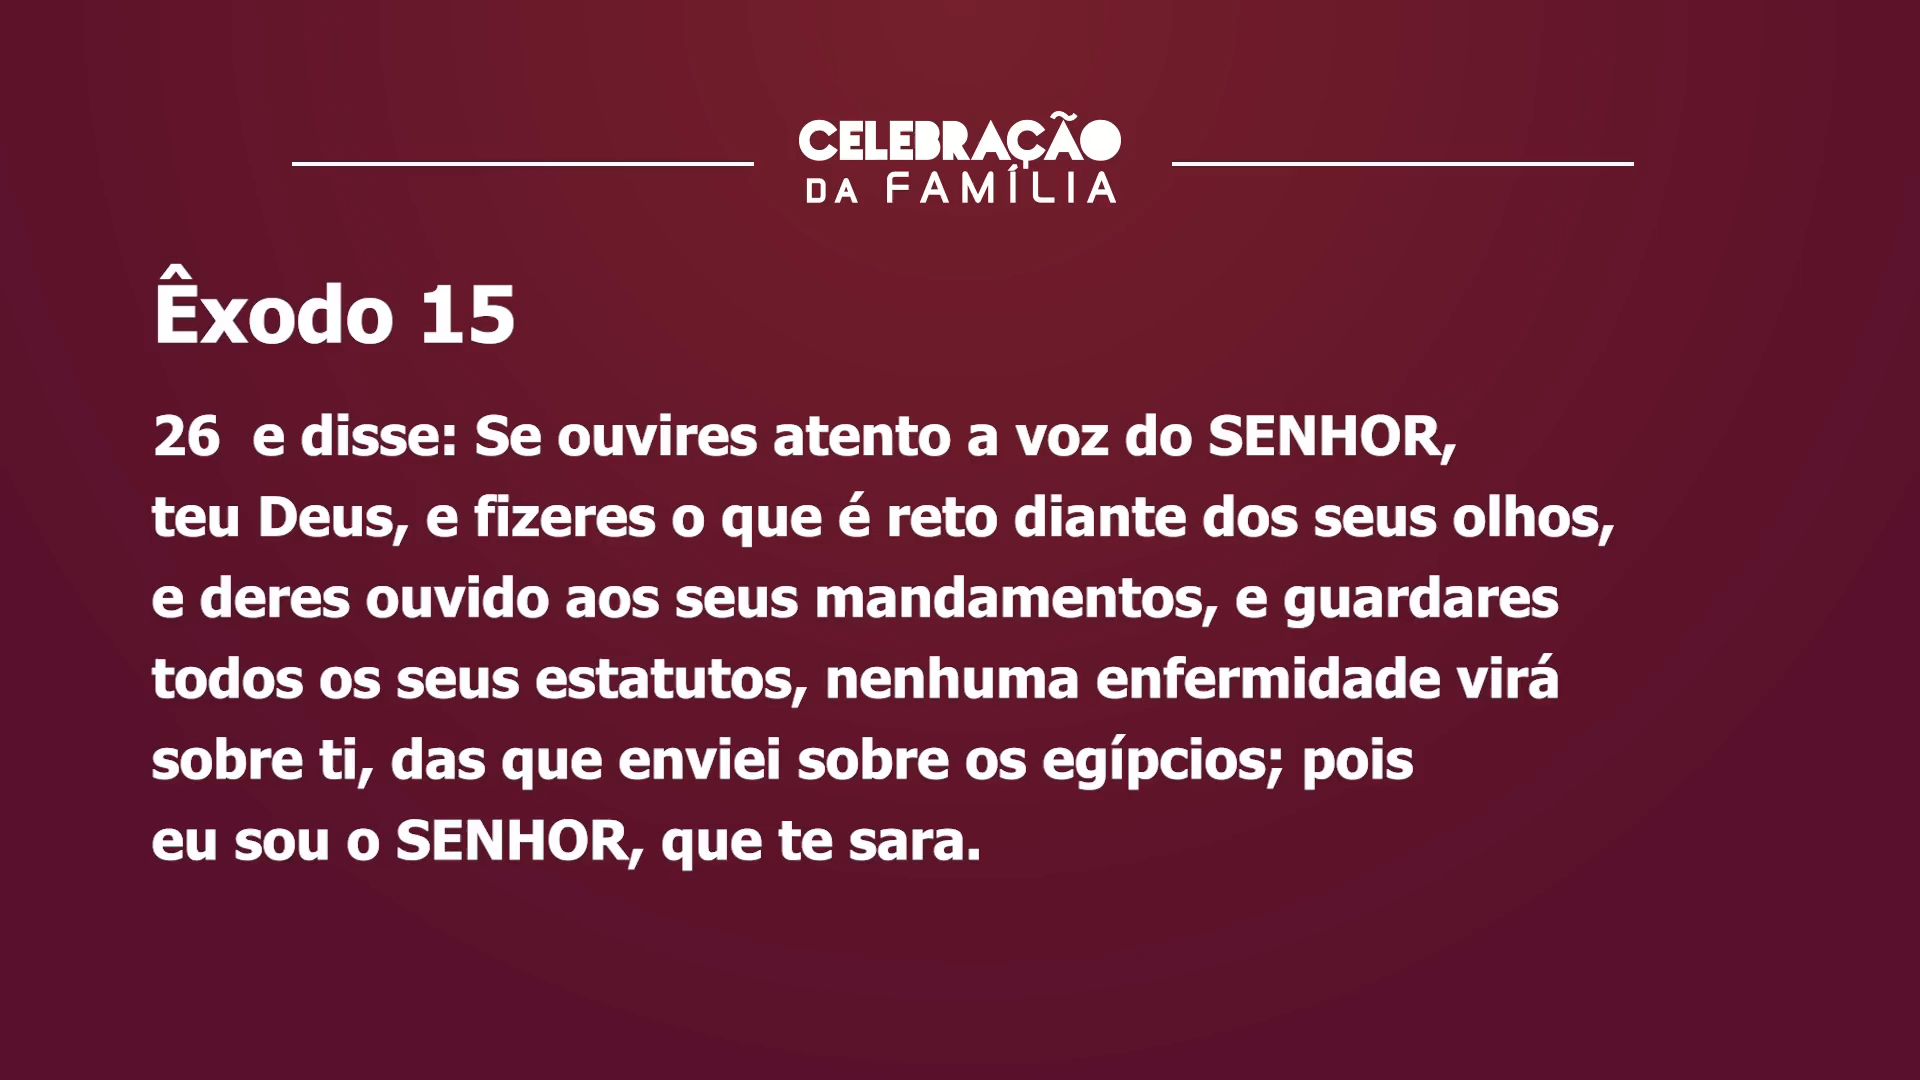 CELEBRAÇÃO
DA FAMÍLIA
Êxodo 15
26  e disse: Se ouvires atento a voz do SENHOR,
teu Deus, e fizeres o que é reto diante dos seus olhos,
e deres ouvido aos seus mandamentos, e guardares
todos os seus estatutos, nenhuma enfermidade virá
sobre ti, das que enviei sobre os egípcios; pois
eu sou o SENHOR, que te sara.